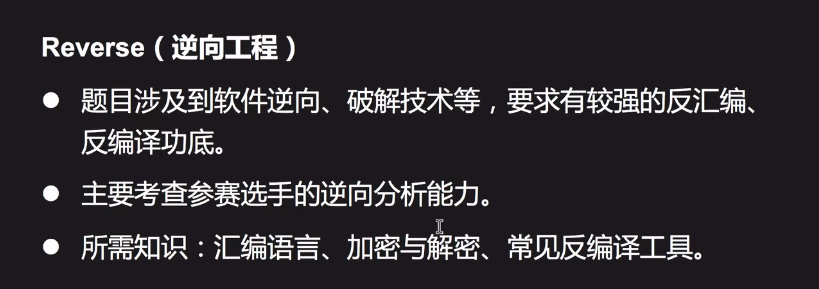 Reverse（逆向工程）
● 题目涉及到软件逆向、破解技术等，要求有较强的反汇编、
反编译功底。
● 主要考查参赛选手的逆向分析能力。
● 所需知识：汇编语言、加密与解密、常见反编译工具。